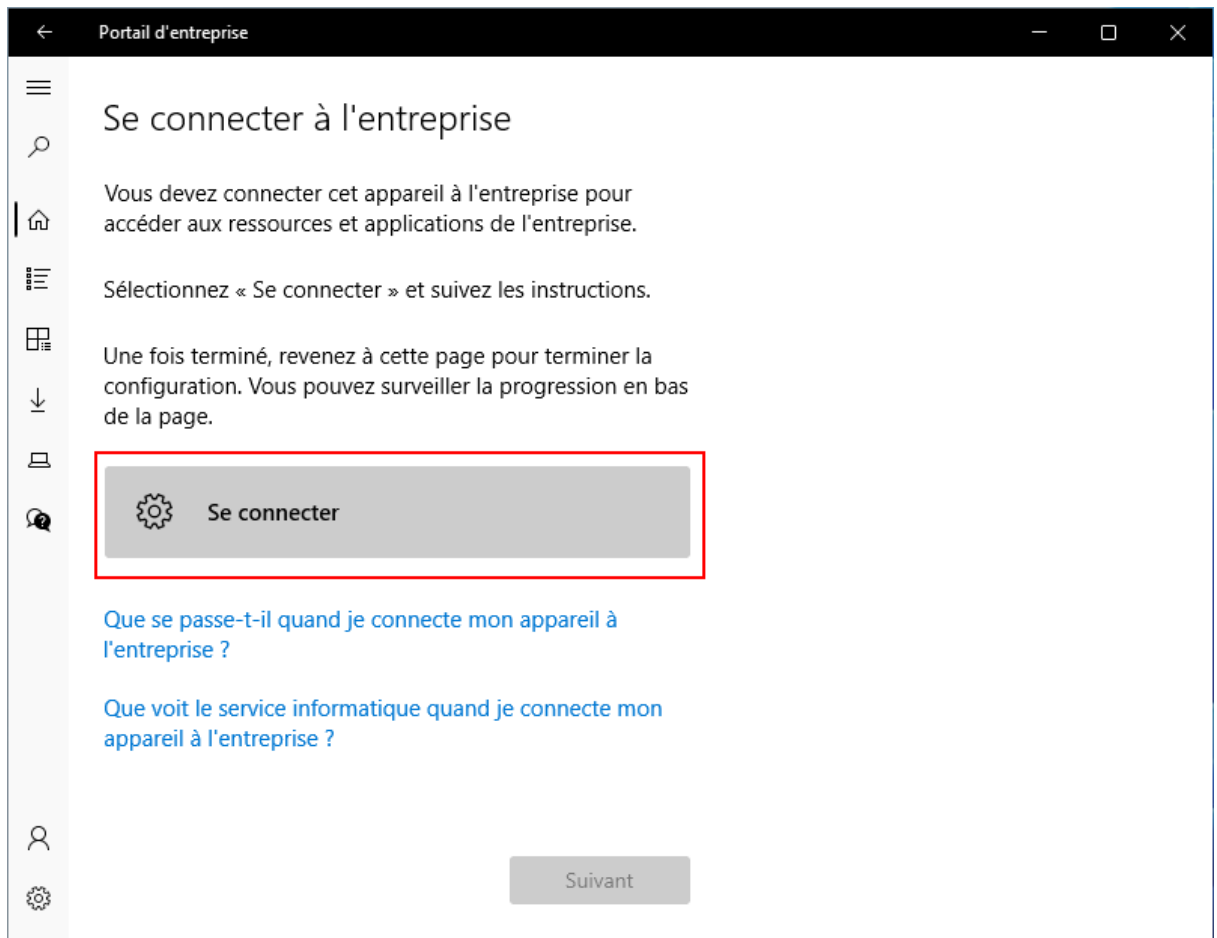 Portail d'entreprise
Se connecter à l'entreprise
Vous devez connecter cet appareil à l'entreprise pour
accéder aux ressources et applications de l'entreprise.
Sélectionnez « Se connecter » et suivez les instructions.
Une fois terminé, revenez à cette page pour terminer la
configuration. Vous pouvez surveiller la progression en bas
de la page.
Se connecter
Que se passe-t-il quand je connecte mon appareil à
l'entreprise ?
Que voit le service informatique quand je connecte mon
appareil à l'entreprise ?
Suivant